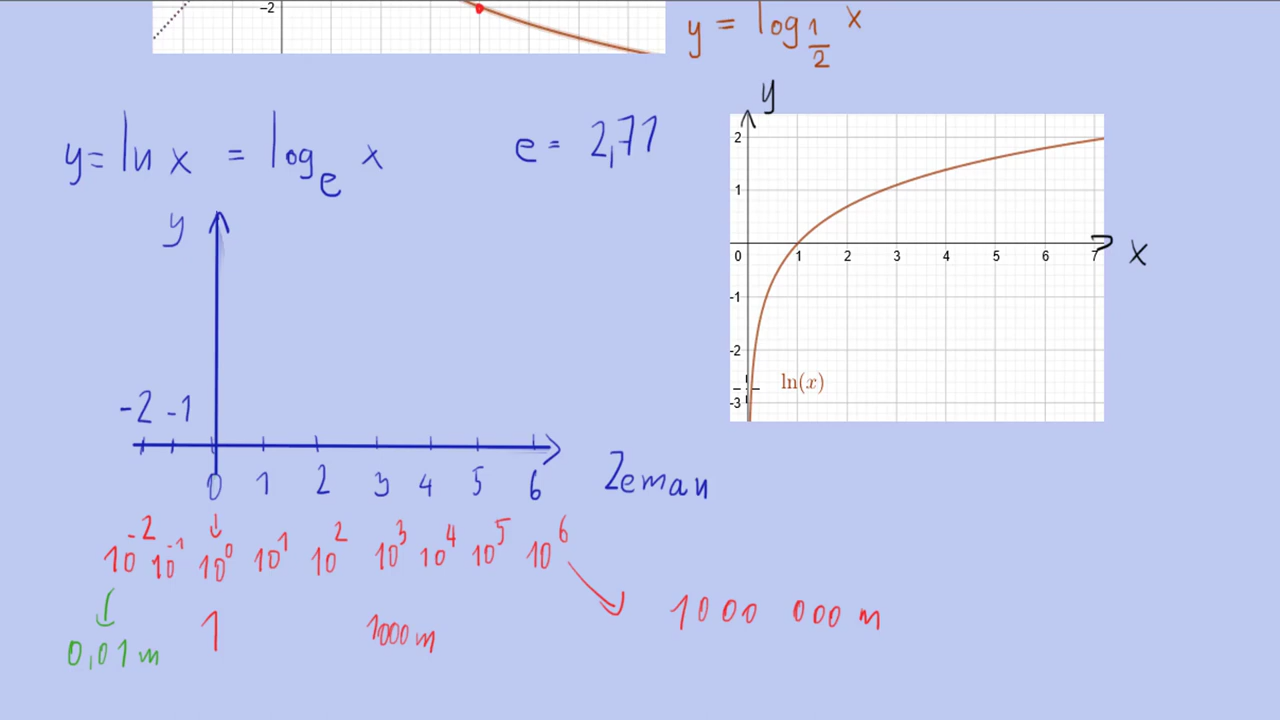 -2
y = log 1/2 x
y = ln x = log e x
e = 2,77
y
2
1
0 1 2 3 4 5 6 7
x
-1
-2
-3
ln(x)
y
-2 -1
0 1 2 3 4 5 6
Zeman
10^-2 10^-1 10^0 10^1 10^2 10^3 10^4 10^5 10^6
0,01 m
1
1000 m
1000 000 m